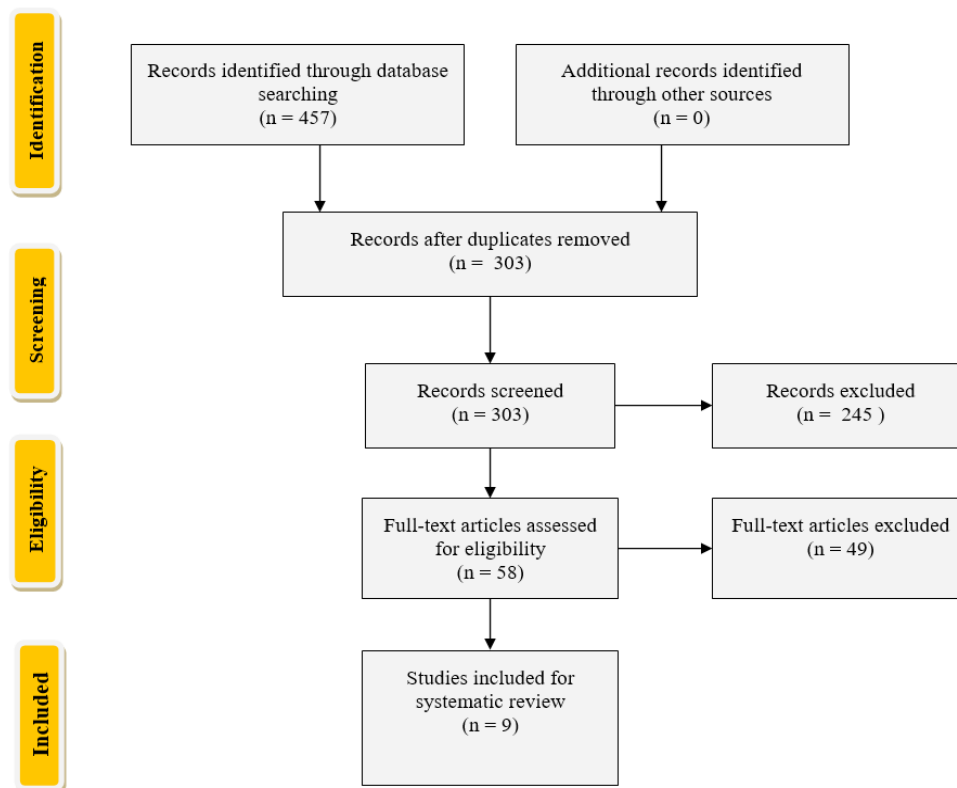 Identification
Records identified through database
searching
(n = 457)
Additional records identified
through other sources
(n = 0)
Records after duplicates removed
(n =  303)
Screening
Records screened
(n = 303)
Records excluded
(n =  245 )
Eligibility
Full-text articles assessed
for eligibility
(n = 58)
Full-text articles excluded
(n = 49)
Included
Studies included for
systematic review
(n = 9)